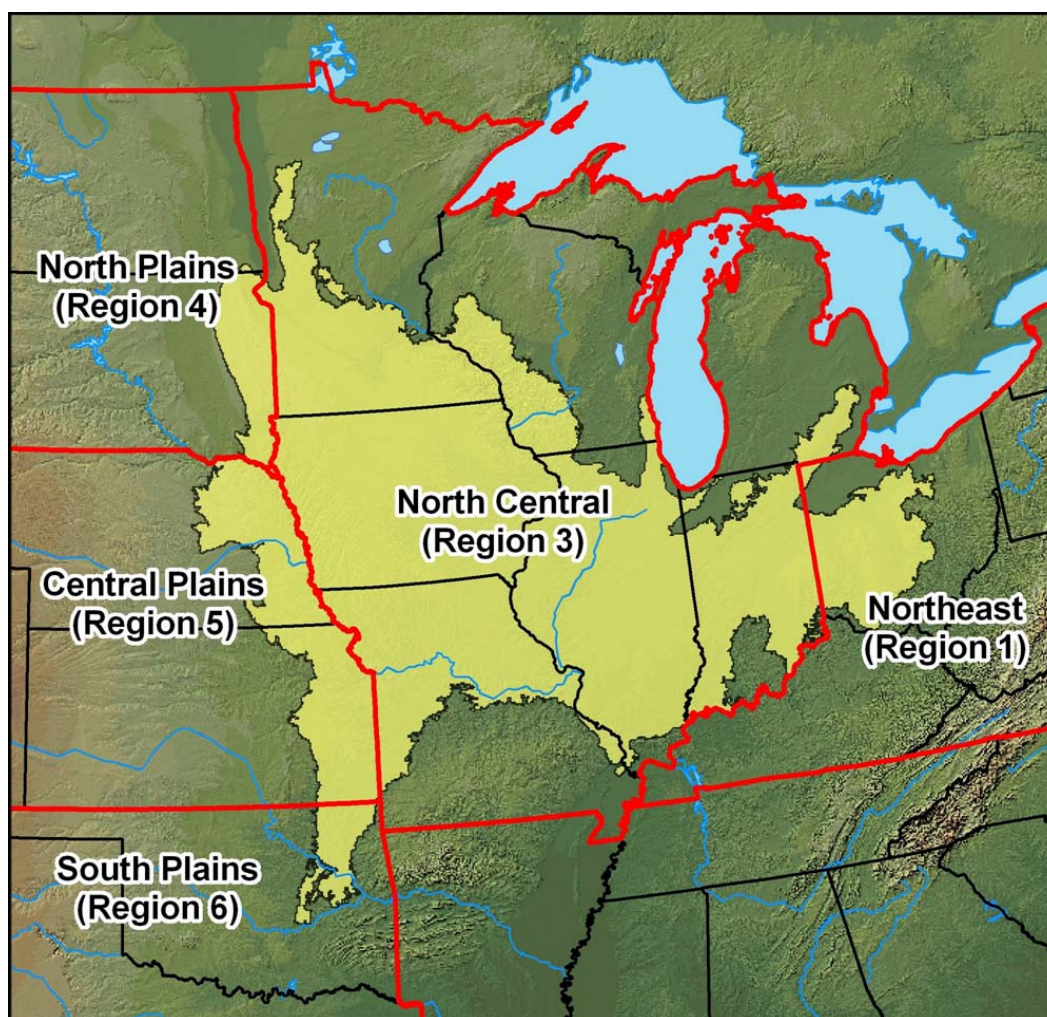 North Plains
(Region 4)
North Central
(Region 3)
Central Plains
(Region 5)
Northeast
(Region 1)
South Plains
(Region 6)